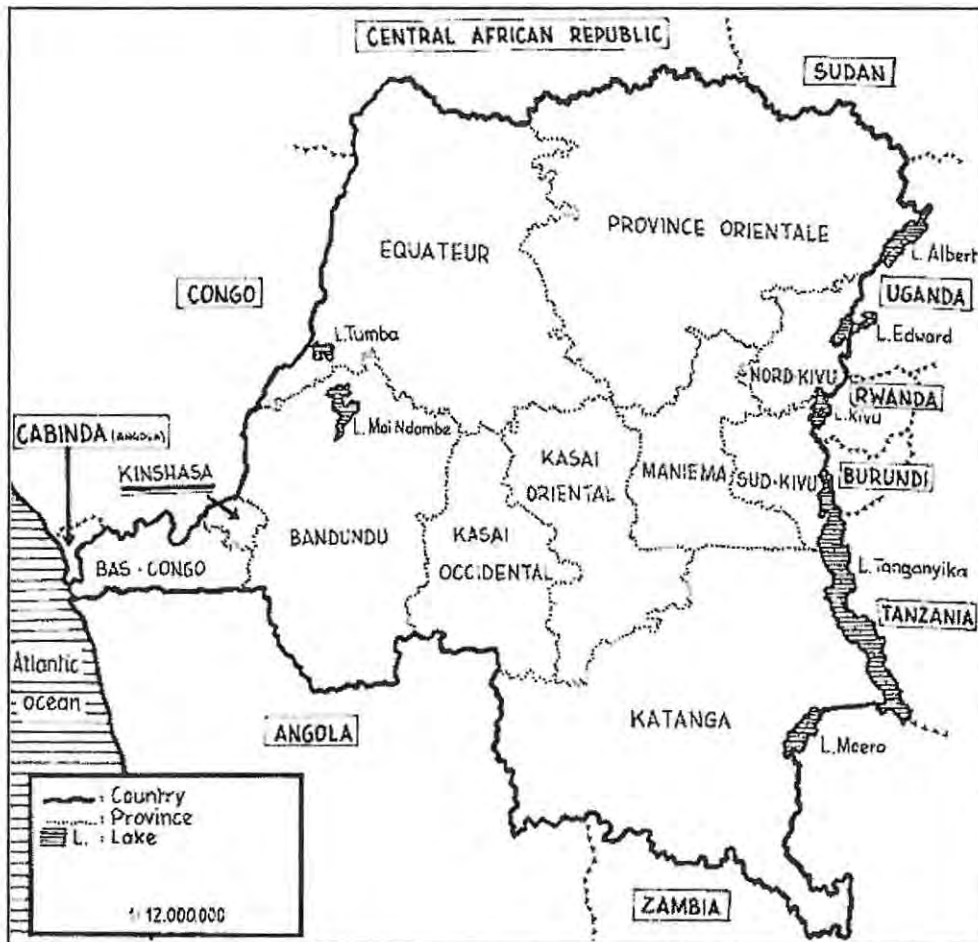 CENTRAL AFRICAN REPUBLIC
SUDAN
PROVINCE ORIENTALE
EQUATEUR
L. Albert
CONGO
UGANDA
L. Tumba
L. Edward
NORD-KIVU
RWANDA
L. Kivu
L. Mai Ndombe
CABINDA (ANGOLA)
KINSHASA
KASAI
ORIENTAL
MANIEMA
SUD-KIVU
BURUNDI
BANDUNDU
KASAI
OCCIDENTAL
BAS-CONGO
L. Tanganyika
TANZANIA
Atlantic
ocean
KATANGA
ANGOLA
L. Moero
: Country
: Province
L. : Lake
1: 12.000.000
ZAMBIA